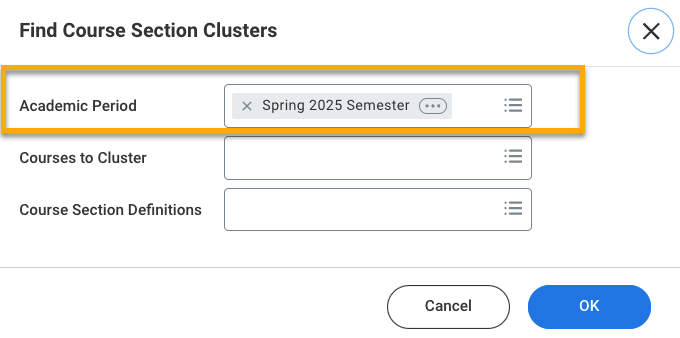 Find Course Section Clusters
Academic Period
Spring 2025 Semester
Courses to Cluster
Course Section Definitions
Cancel
OK